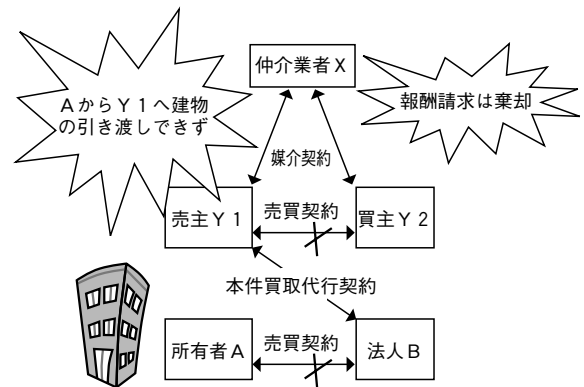 仲介業者Ｘ
ＡからＹ１へ建物
の引き渡しできず
報酬請求は棄却
媒介契約
売主Ｙ１
売買契約
買主Ｙ２
本件買取代行契約
所有者Ａ
売買契約
法人Ｂ